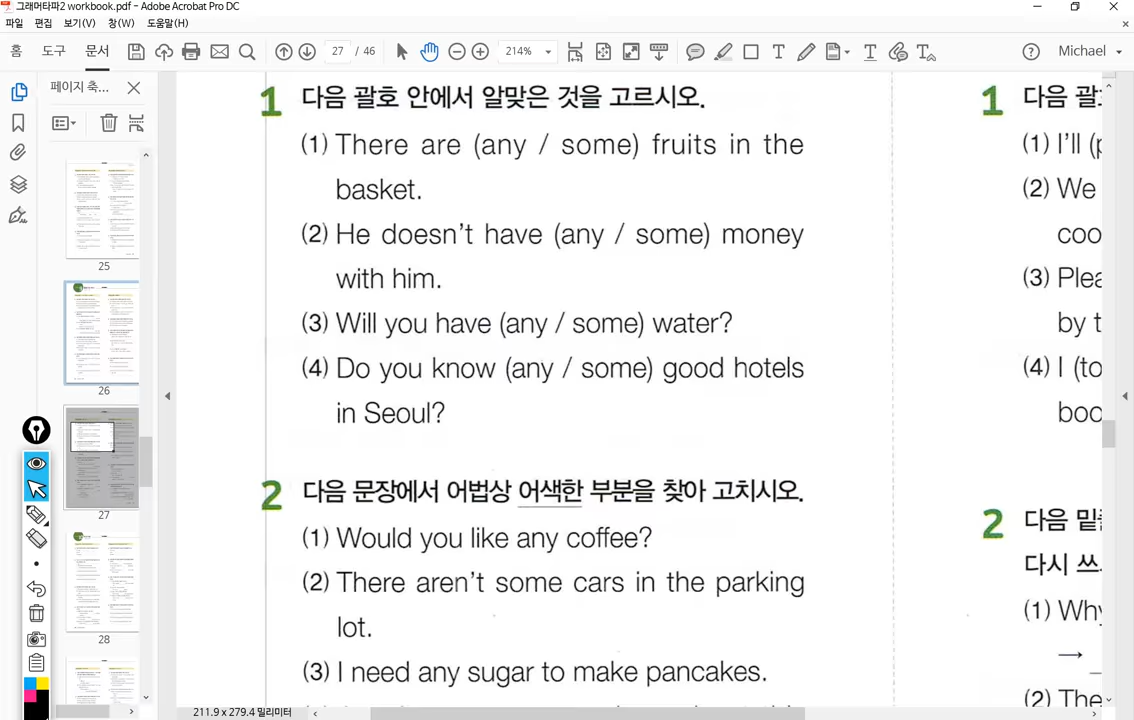 그래머타파2 workbook.pdf - Adobe Acrobat Pro DC
파일 편집 보기(V) 창(W) 도움말(H)
홈 도구 문서 27 / 46 214% Michael
페이지 축...
25
26
27
28
1 다음 괄호 안에서 알맞은 것을 고르시오.
(1) There are (any / some) fruits in the
basket.
(2) He doesn't have (any / some) money
with him.
(3) Will you have (any / some) water?
(4) Do you know (any / some) good hotels
in Seoul?
2 다음 문장에서 어법상 어색한 부분을 찾아 고치시오.
(1) Would you like any coffee?
(2) There aren't some cars in the parking
lot.
(3) I need any sugar to make pancakes.
1 다음
(1) I'll
(2) We
(3)
by
(4) I (to
2 다음
다시
(1)
→
(2)
211.9 x 279.4 밀리미터